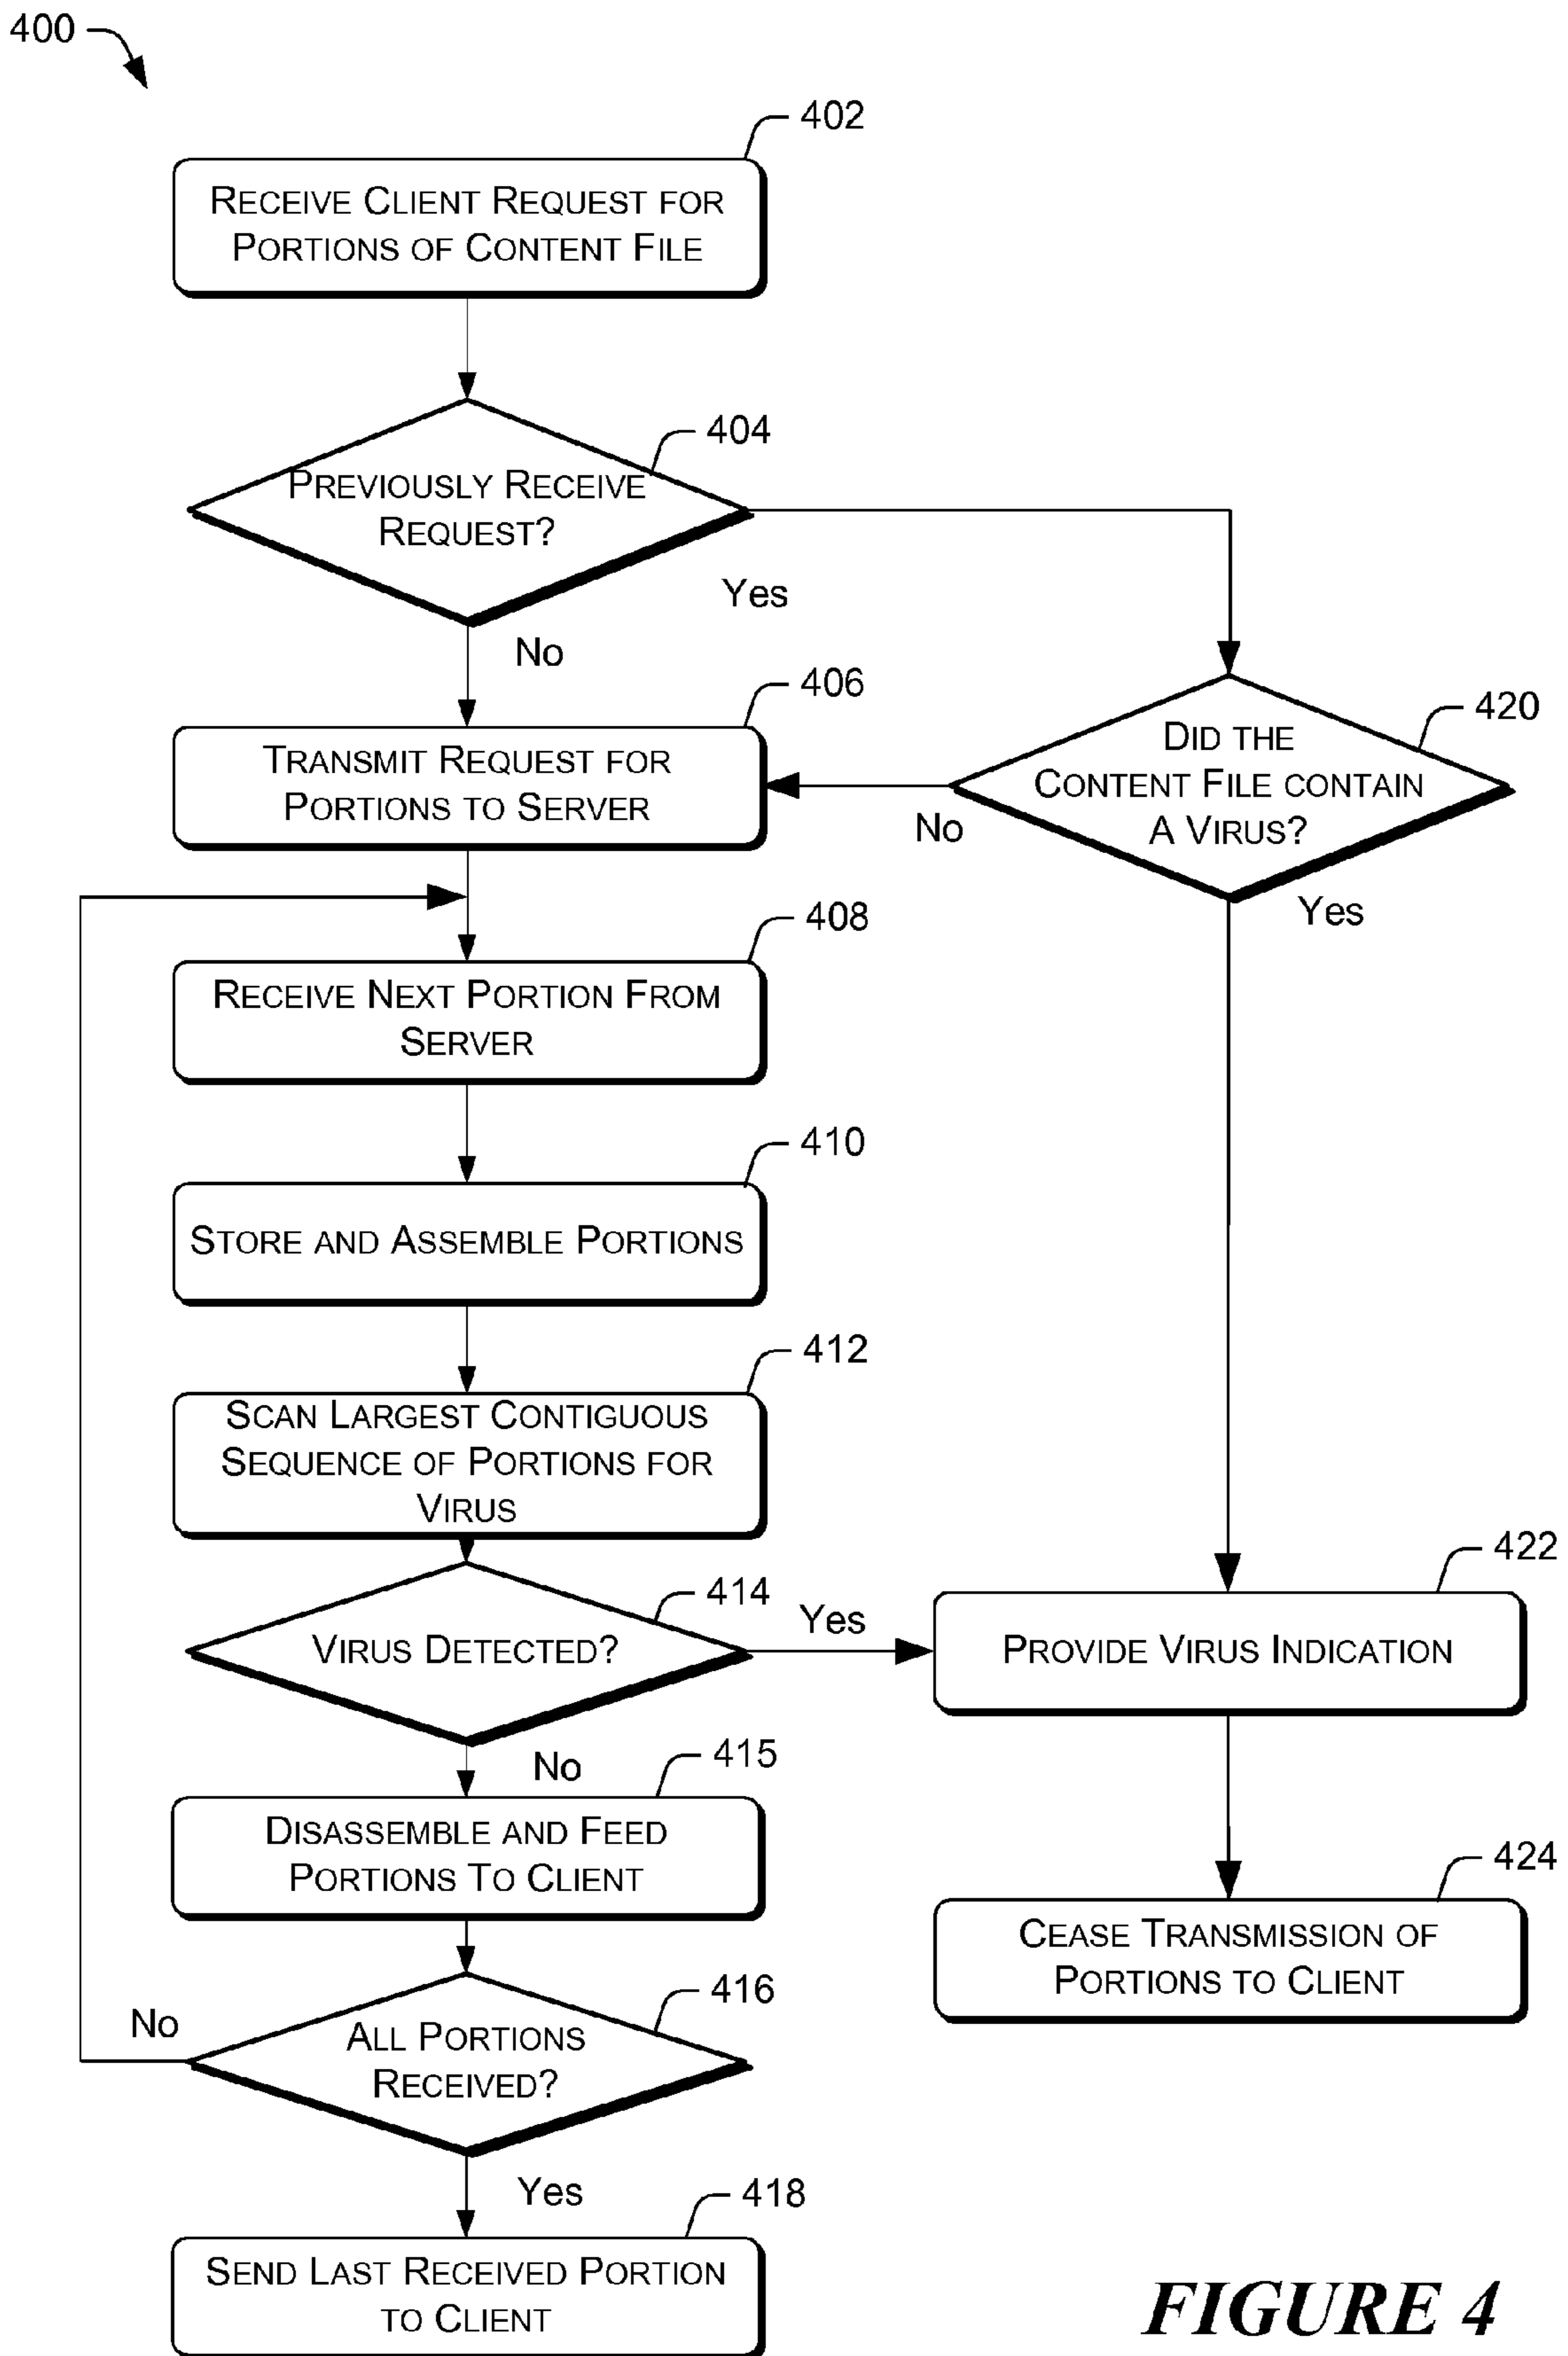 400
402
RECEIVE CLIENT REQUEST FOR
PORTIONS OF CONTENT FILE
404
PREVIOUSLY RECEIVE
REQUEST?
Yes
No
406
TRANSMIT REQUEST FOR
PORTIONS TO SERVER
420
DID THE
CONTENT FILE CONTAIN
A VIRUS?
No
Yes
408
RECEIVE NEXT PORTION FROM
SERVER
410
STORE AND ASSEMBLE PORTIONS
412
SCAN LARGEST CONTIGUOUS
SEQUENCE OF PORTIONS FOR
VIRUS
414
VIRUS DETECTED?
Yes
422
PROVIDE VIRUS INDICATION
No
415
DISASSEMBLE AND FEED
PORTIONS TO CLIENT
424
CEASE TRANSMISSION OF
PORTIONS TO CLIENT
416
ALL PORTIONS
RECEIVED?
No
Yes
418
SEND LAST RECEIVED PORTION
TO CLIENT
FIGURE 4